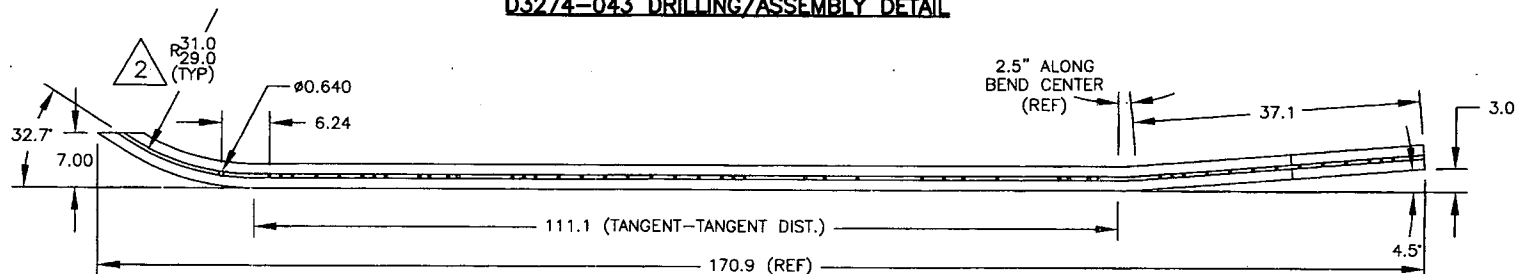 D3274-043 DRILLING/ASSEMBLY DETAIL
2
R31.0
29.0
(TYP)
Ø0.640
6.24
32.7°
7.00
2.5" ALONG
BEND CENTER
(REF)
37.1
3.0
111.1 (TANGENT-TANGENT DIST.)
4.5°
170.9 (REF)